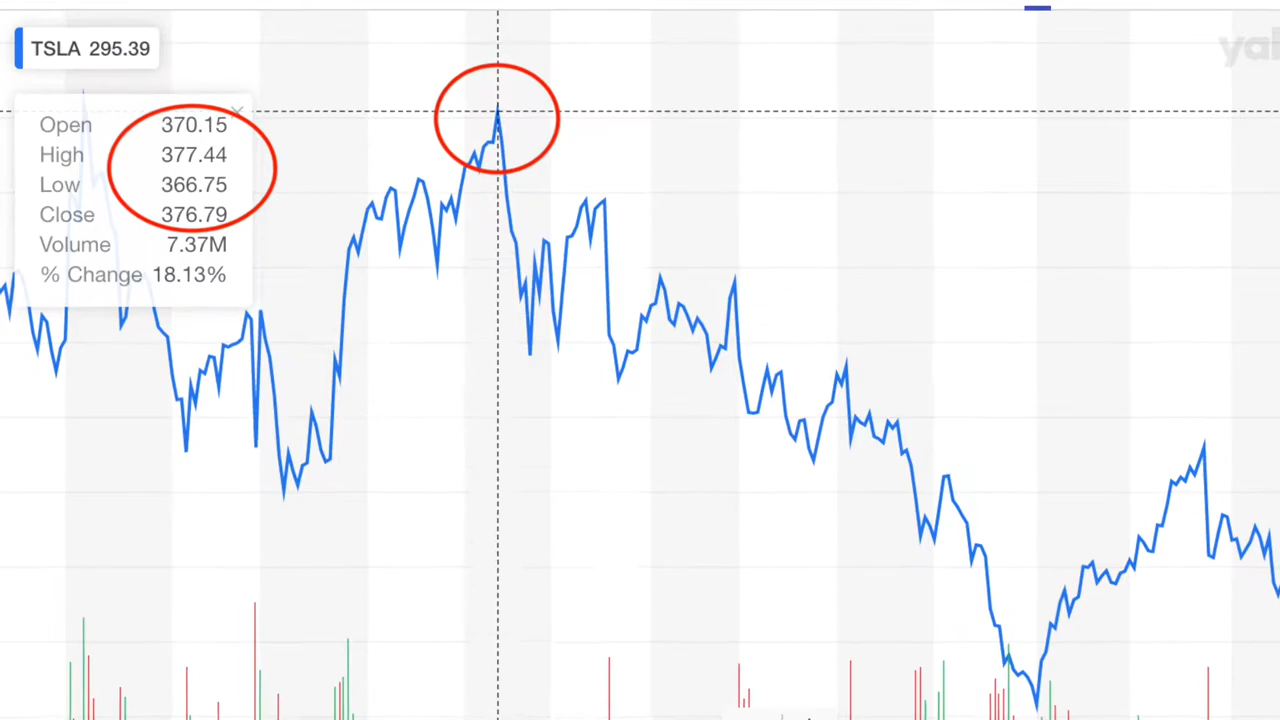 TSLA 295.39
Open 370.15
High 377.44
Low 366.75
Close 376.79
Volume 7.37M
% Change 18.13%